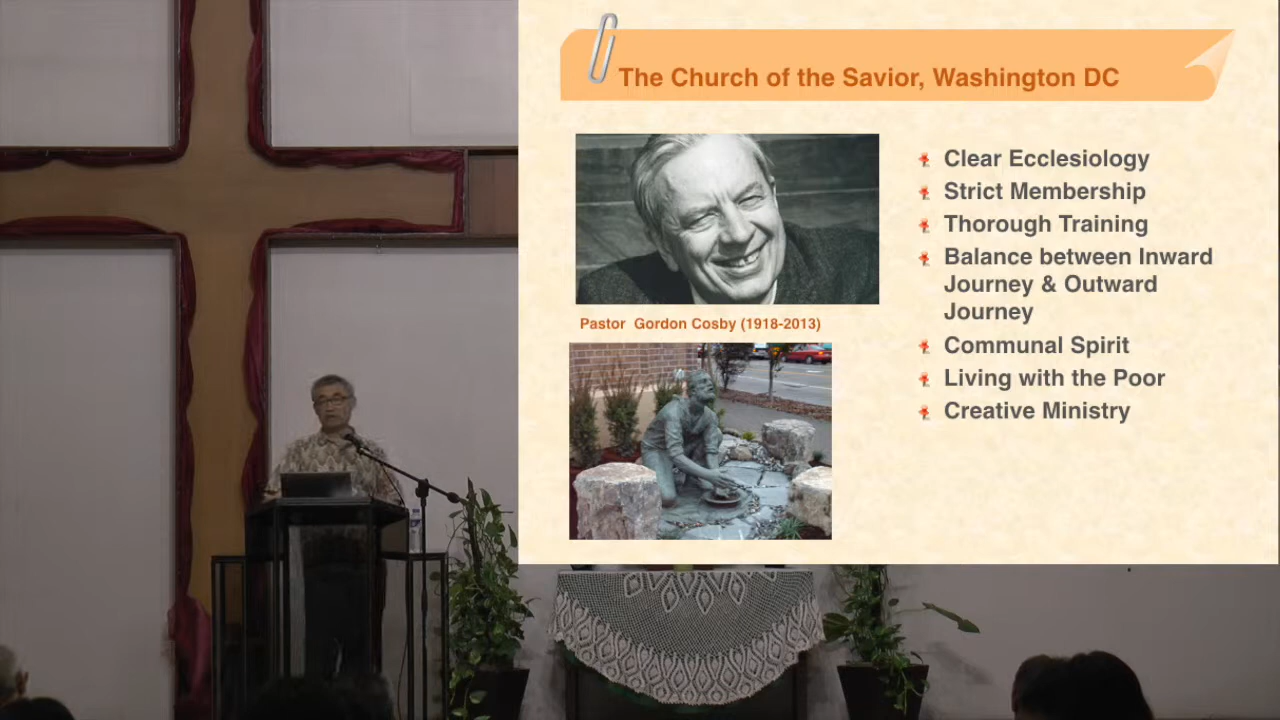 The Church of the Savior, Washington DC
Pastor Gordon Cosby (1918-2013)
Clear Ecclesiology
Strict Membership
Thorough Training
Balance between Inward
Journey & Outward
Journey
Communal Spirit
Living with the Poor
Creative Ministry